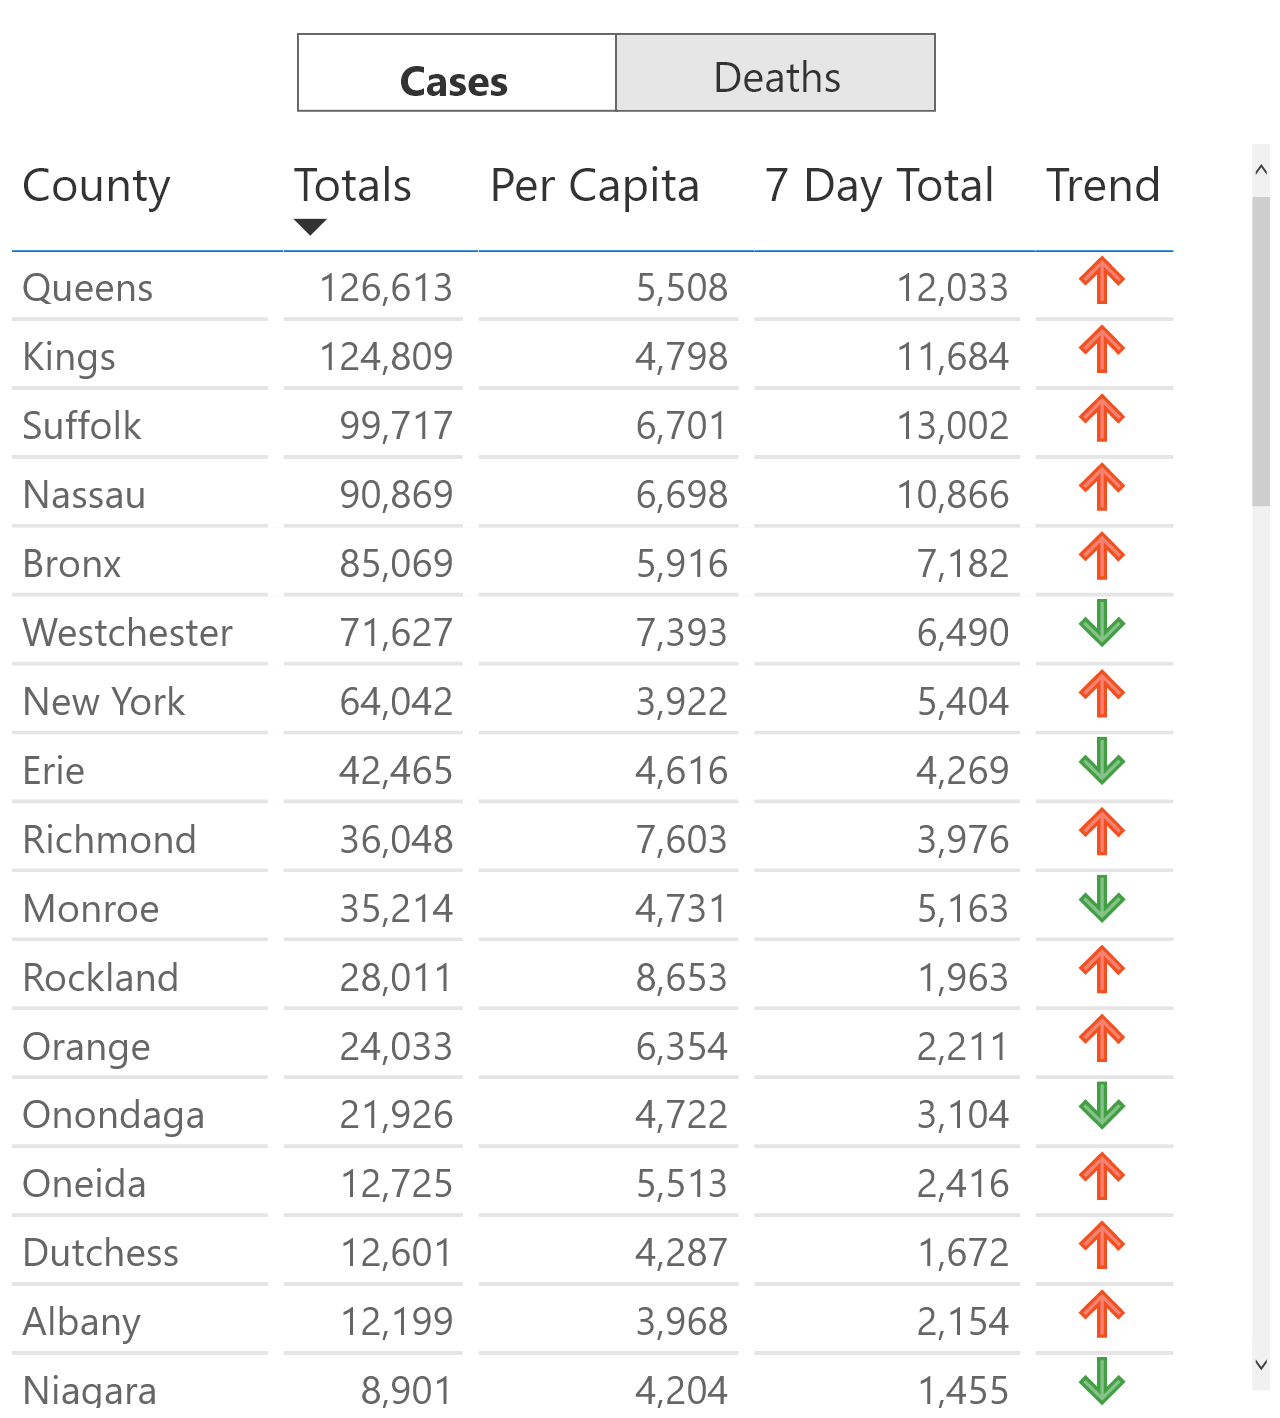 Cases Deaths
County Totals Per Capita 7 Day Total Trend
Queens 126,613 5,508 12,033
Kings 124,809 4,798 11,684
Suffolk 99,717 6,701 13,002
Nassau 90,869 6,698 10,866
Bronx 85,069 5,916 7,182
Westchester 71,627 7,393 6,490
New York 64,042 3,922 5,404
Erie 42,465 4,616 4,269
Richmond 36,048 7,603 3,976
Monroe 35,214 4,731 5,163
Rockland 28,011 8,653 1,963
Orange 24,033 6,354 2,211
Onondaga 21,926 4,722 3,104
Oneida 12,725 5,513 2,416
Dutchess 12,601 4,287 1,672
Albany 12,199 3,968 2,154
Niagara 8,901 4,204 1,455